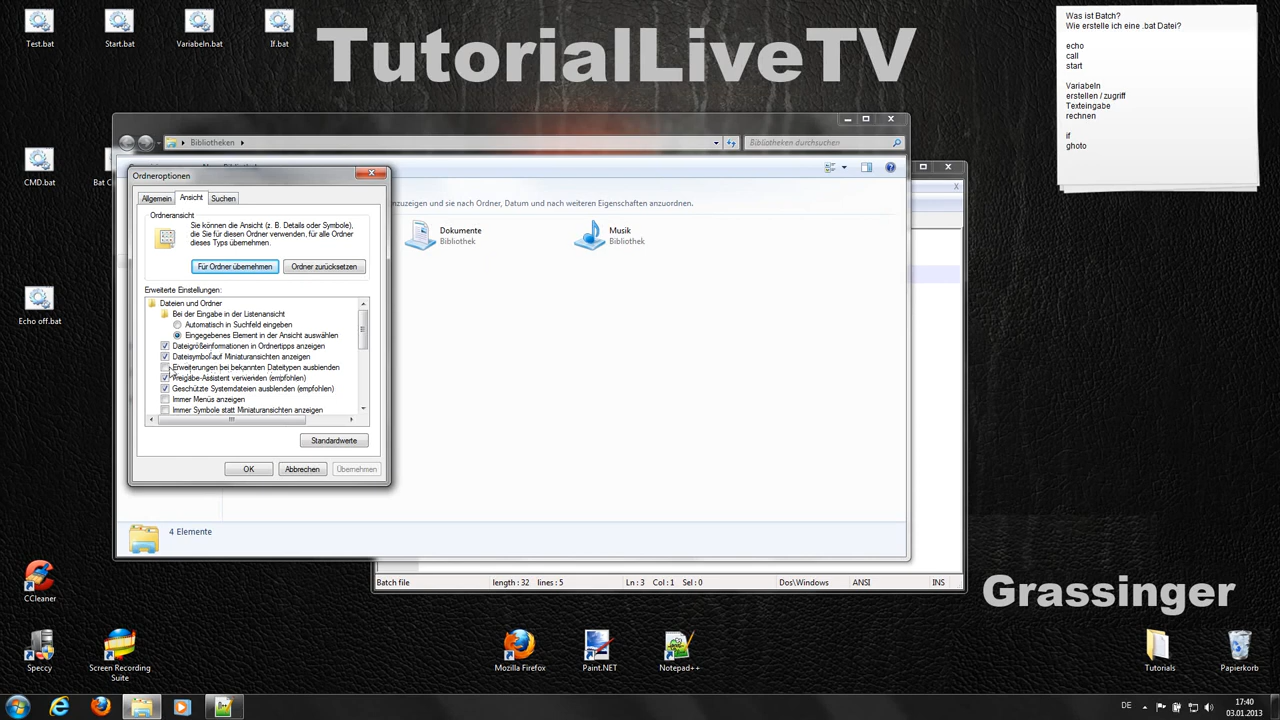 Test.bat
Start.bat
Variabeln.bat
If.bat
TutorialLiveTV
Was ist Batch?
Wie erstelle ich eine .bat Datei?
echo
call
start
Variabeln
erstellen / zugriff
Texteingabe
rechnen
if
ghoto
Bibliotheken
Bibliotheken durchsuchen
CMD.bat
Bat C
Ordneroptionen
Allgemein
Ansicht
Suchen
anzuzeigen und sie nach Ordner, Datum und nach weiteren Eigenschaften anzuordnen.
Ordneransicht
Sie können die Ansicht (z. B. Details oder Symbole),
die Sie für diesen Ordner verwenden, für alle Ordner
dieses Typs übernehmen.
Für Ordner übernehmen
Ordner zurücksetzen
Dokumente
Bibliothek
Musik
Bibliothek
Erweiterte Einstellungen:
Dateien und Ordner
Bei der Eingabe in der Listenansicht
Automatisch in Suchfeld eingeben
Eingegebenes Element in der Ansicht auswählen
Dateigrößeinformationen in Ordnertipps anzeigen
Dateisymbol auf Miniaturansichten anzeigen
Erweiterungen bei bekannten Dateitypen ausblenden
Freigabe-Assistent verwenden (empfohlen)
Geschützte Systemdateien ausblenden (empfohlen)
Immer Menüs anzeigen
Immer Symbole statt Miniaturansichten anzeigen
Standardwerte
OK
Abbrechen
Übernehmen
Echo off.bat
4 Elemente
Batch file
length : 32
lines : 5
Ln : 3
Col : 1
Sel : 0
Dos\Windows
ANSI
INS
Grassinger
CCleaner
Speccy
Screen Recording
Suite
Mozilla Firefox
Paint.NET
Notepad++
Tutorials
Papierkorb
DE
17:40
03.01.2013